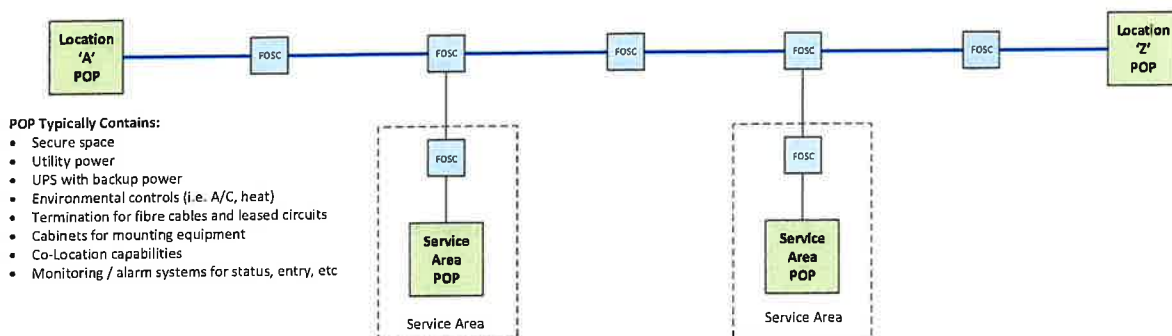 Location
'A'
POP
FOSC
FOSC
FOSC
FOSC
FOSC
Location
'Z'
POP
POP Typically Contains:
• Secure space
• Utility power
• UPS with backup power
• Environmental controls (i.e. A/C, heat)
• Termination for fibre cables and leased circuits
• Cabinets for mounting equipment
• Co-Location capabilities
• Monitoring / alarm systems for status, entry, etc
FOSC
Service
Area
POP
Service Area
FOSC
Service
Area
POP
Service Area